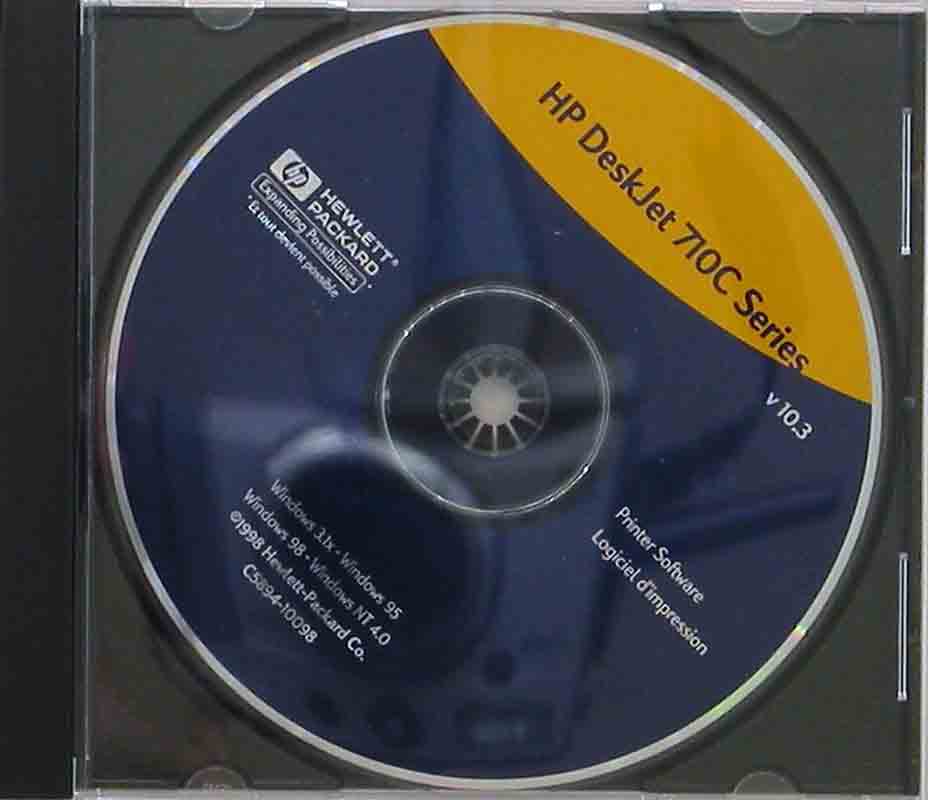 HP DeskJet 710C Series
v 10.3
hp
HEWLETT®
PACKARD
Expanding Possibilities*
*Et tout devient possible
Printer Software
Logiciel d'impression
Windows 3.1x • Windows 95
Windows 98 • Windows NT 4.0
©1998 Hewlett-Packard Co.
C5894-10098